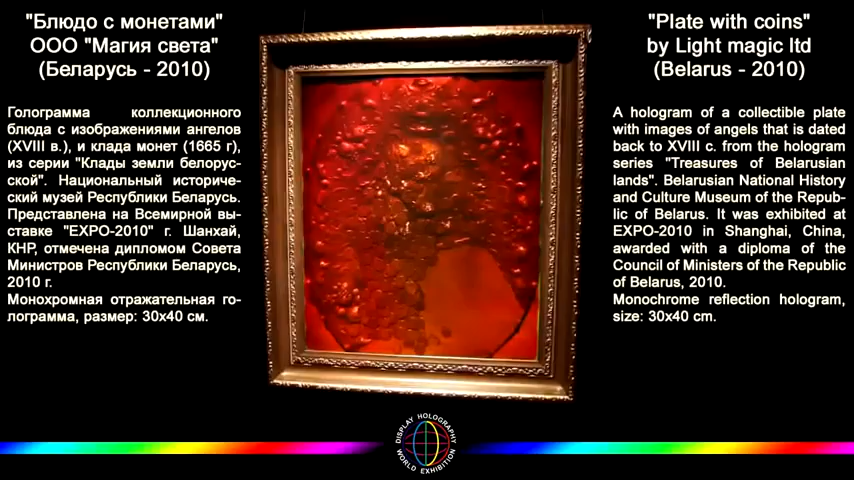 "Блюдо с монетами"
ООО "Магия света"
(Беларусь - 2010)
Голограмма коллекционного
блюда с изображениями ангелов
(XVIII в.), и клада монет (1665 г),
из серии "Клады земли белорус-
ской". Национальный историче-
ский музей Республики Беларусь.
Представлена на Всемирной вы-
ставке "EXPO-2010" г. Шанхай,
КНР, отмечена дипломом Совета
Министров Республики Беларусь,
2010 г.
Монохромная отражательная го-
лограмма, размер: 30x40 см.
"Plate with coins"
by Light magic ltd
(Belarus - 2010)
A hologram of a collectible plate
with images of angels that is dated
back to XVIII c. from the hologram
series "Treasures of Belarusian
lands". Belarusian National History
and Culture Museum of the Repub-
lic of Belarus. It was exhibited at
EXPO-2010 in Shanghai, China,
awarded with a diploma of the
Council of Ministers of the Republic
of Belarus, 2010.
Monochrome reflection hologram,
size: 30x40 cm.
DISPLAY HOLOGRAPHY
WORLD EXHIBITION